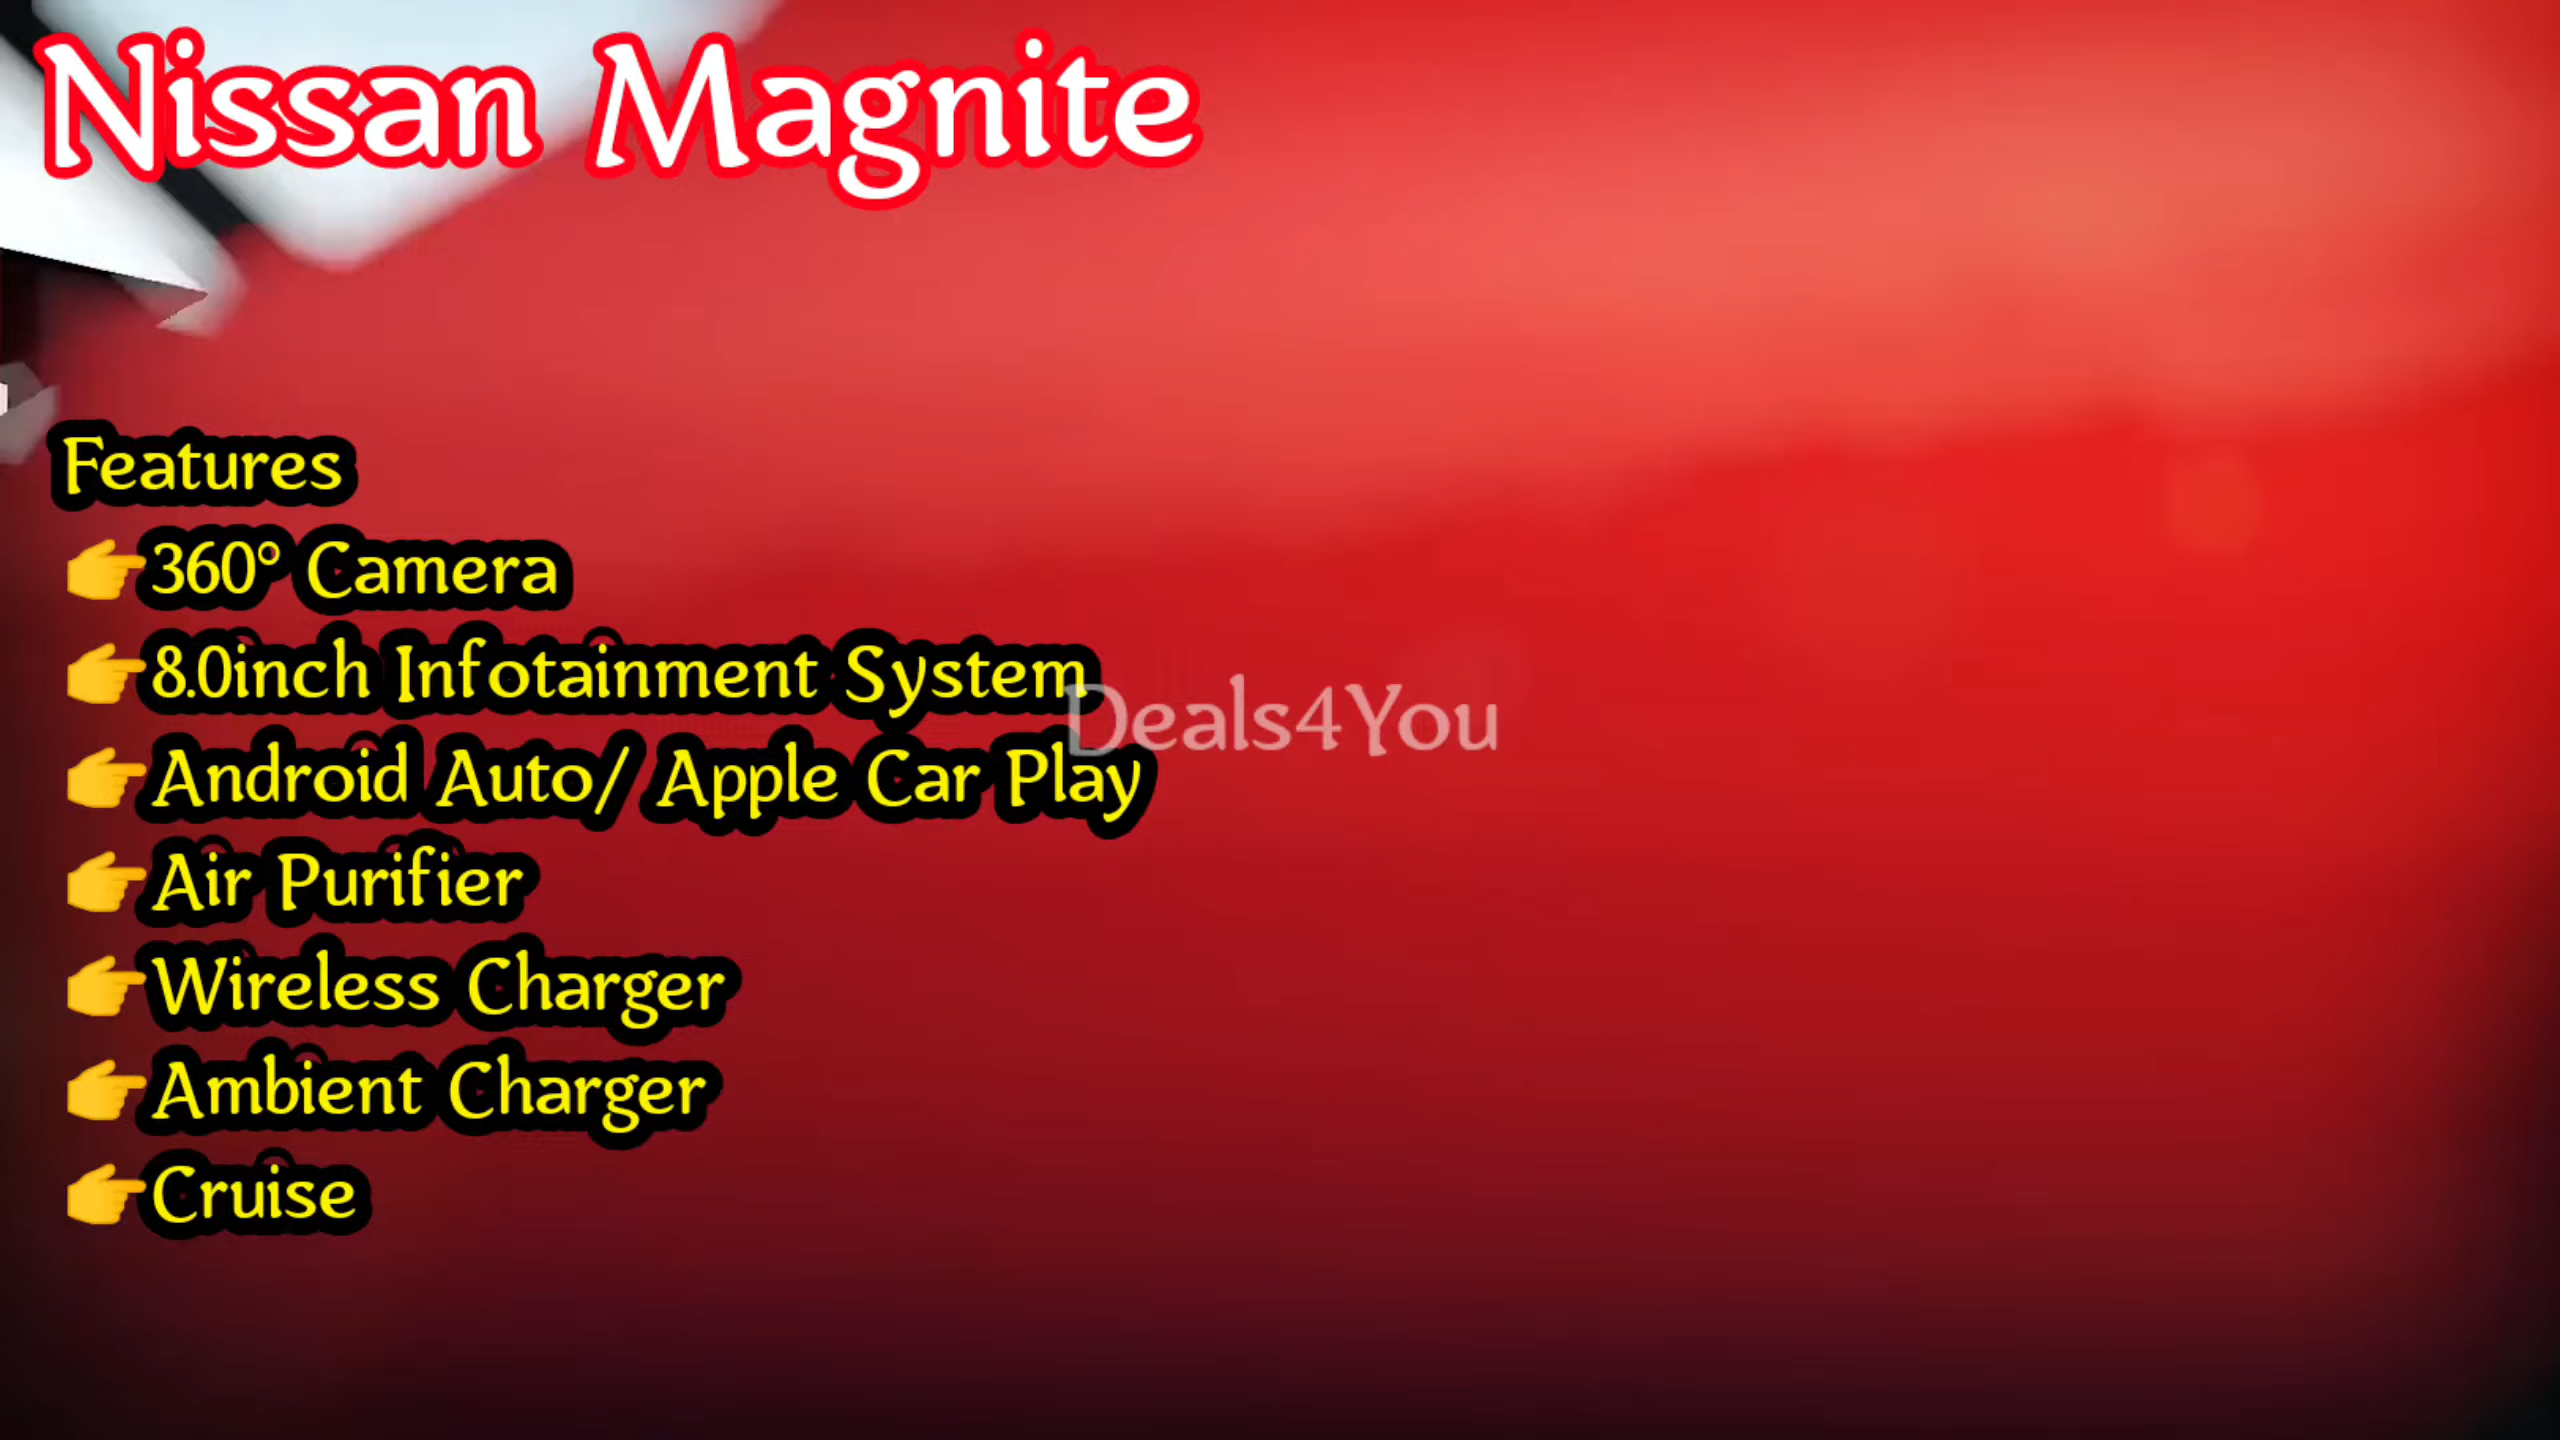 Nissan Magnite
Features
👉360° Camera
👉8.0inch Infotainment System
Deals4You
👉Android Auto/ Apple Car Play
👉Air Purifier
👉Wireless Charger
👉Ambient Charger
👉Cruise